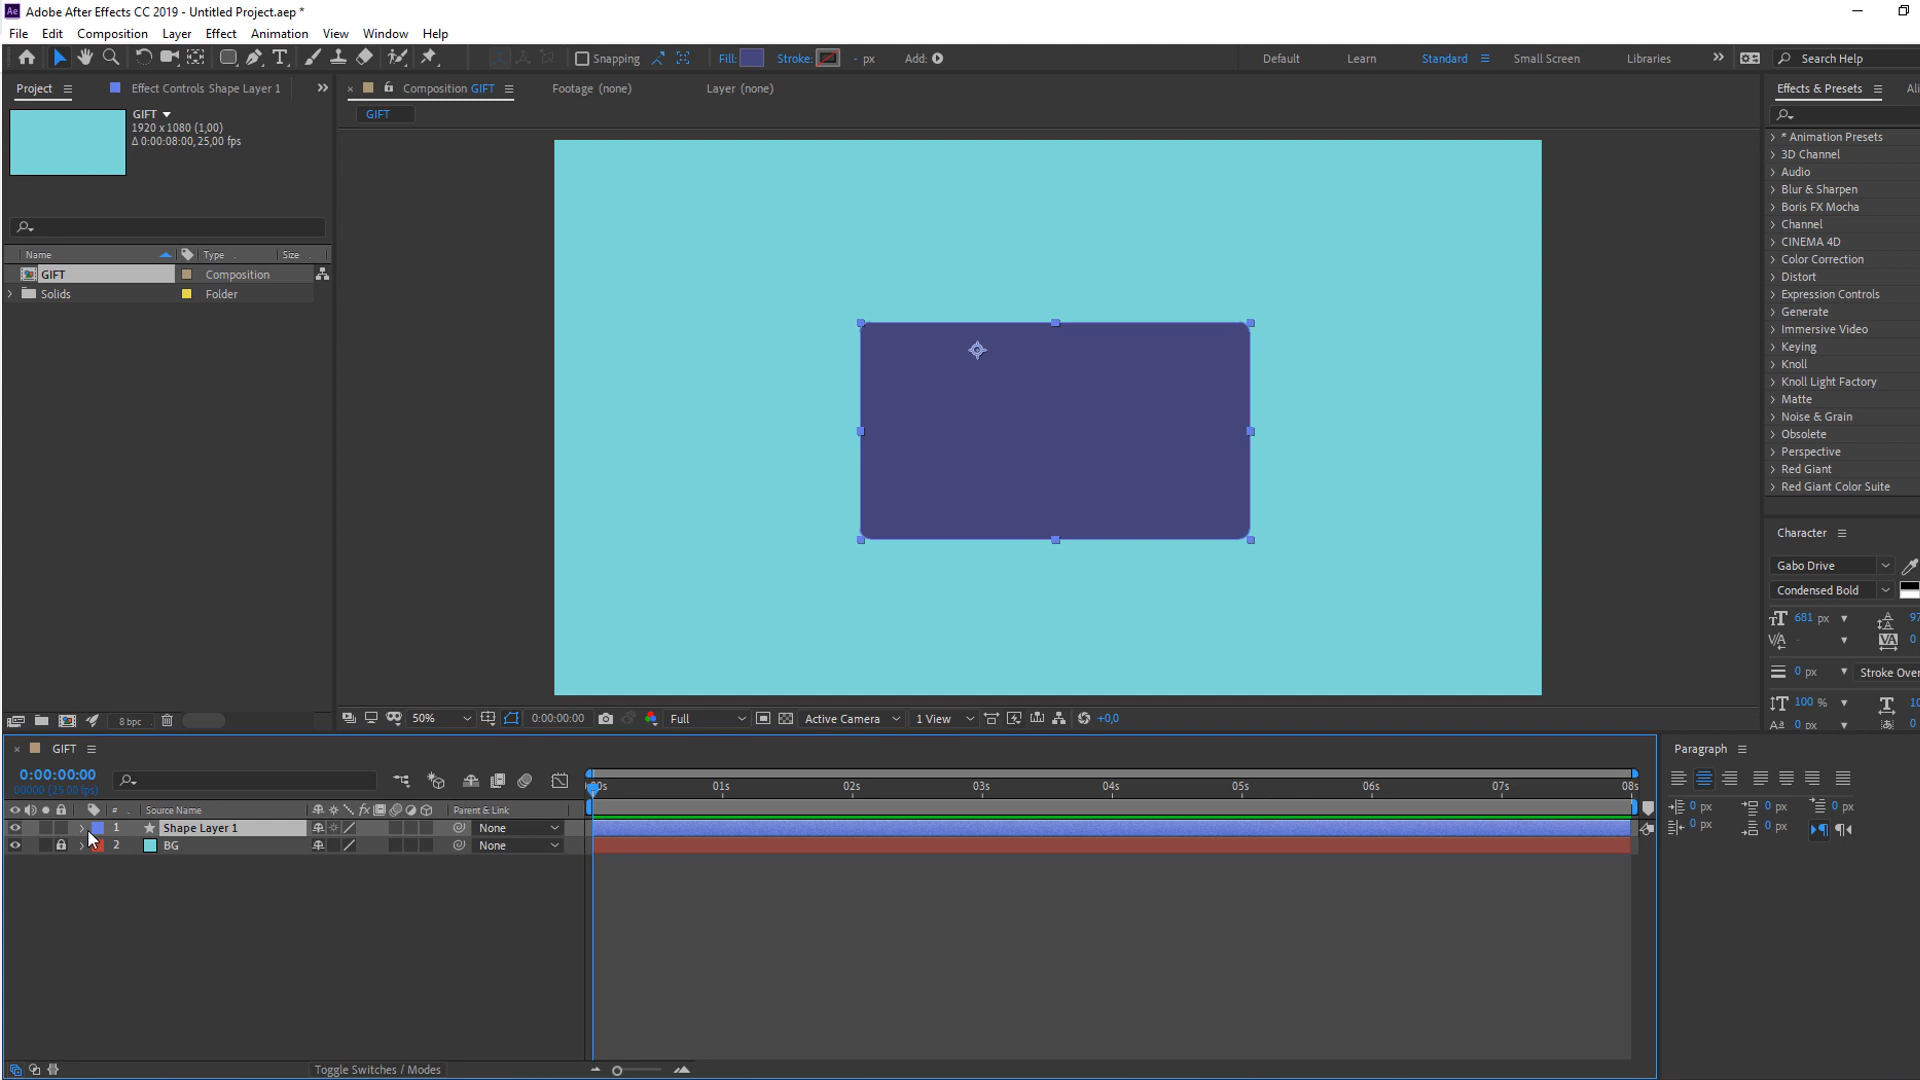 Ae Adobe After Effects CC 2019 - Untitled Project.aep *
File Edit Composition Layer Effect Animation View Window Help
Snapping Fill: Stroke: - px Add: Default Learn Standard Small Screen Libraries Search Help
Project Effect Controls Shape Layer 1
Composition GIFT Footage (none) Layer (none)
Effects & Presets Ali
GIFT
1920 x 1080 (1,00)
Δ 0:00:08:00, 25,00 fps
GIFT
Name Type Size
GIFT Composition
Solids Folder
* Animation Presets
3D Channel
Audio
Blur & Sharpen
Boris FX Mocha
Channel
CINEMA 4D
Color Correction
Distort
Expression Controls
Generate
Immersive Video
Keying
Knoll
Knoll Light Factory
Matte
Noise & Grain
Obsolete
Perspective
Red Giant
Red Giant Color Suite
Character
Gabo Drive
Condensed Bold
681 px 97
- 0
0 px Stroke Over
100 % 10
0 px 0
8 bpc
50% 0:00:00:00 Full Active Camera 1 View +0,0
GIFT
0:00:00:00
00000 (25.00 fps)
00s 01s 02s 03s 04s 05s 06s 07s 08s
# Source Name fx Parent & Link
1 Shape Layer 1 None
2 BG None
Toggle Switches / Modes
Paragraph
0 px 0 px 0 px
0 px 0 px